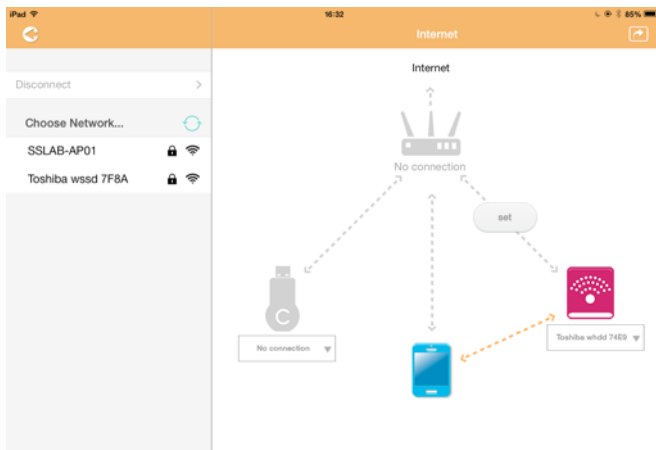 iPad
16:32
85%
Internet
Disconnect
Choose Network...
SSLAB-AP01
Toshiba wssd 7F8A
Internet
No connection
set
C
No connection
Toshiba whdd 74E9